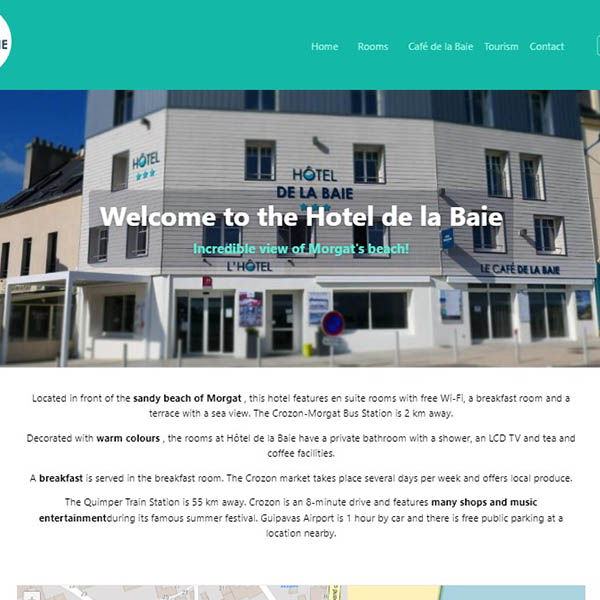 IE
Home Rooms Café de la Baie Tourism Contact
HÔTEL
HÔTEL
DE LA BAIE
Welcome to the Hotel de la Baie
Incredible view of Morgat's beach!
L'HÔTEL
LE CAFÉ DE LA BAIE
Located in front of the sandy beach of Morgat , this hotel features en suite rooms with free Wi-Fi, a breakfast room and a
terrace with a sea view. The Crozon-Morgat Bus Station is 2 km away.
Decorated with warm colours , the rooms at Hôtel de la Baie have a private bathroom with a shower, an LCD TV and tea and
coffee facilities.
A breakfast is served in the breakfast room. The Crozon market takes place several days per week and offers local produce.
The Quimper Train Station is 55 km away. Crozon is an 8-minute drive and features many shops and music
entertainmentduring its famous summer festival. Guipavas Airport is 1 hour by car and there is free public parking at a
location nearby.
+